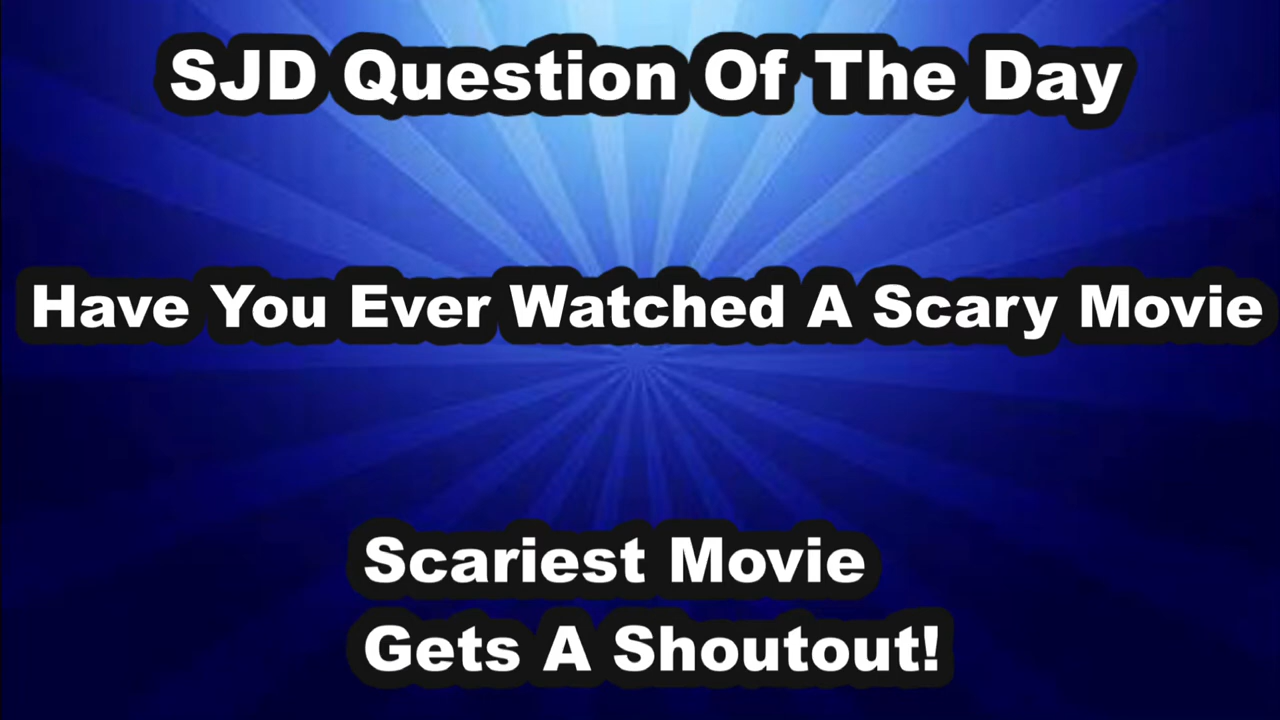 SJD Question Of The Day
Have You Ever Watched A Scary Movie
Scariest Movie
Gets A Shoutout!